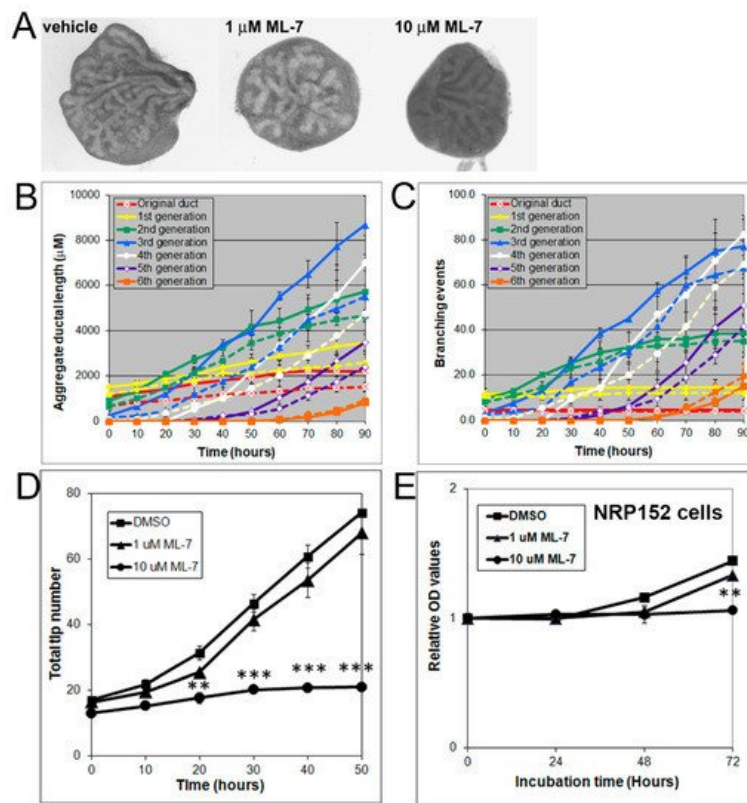 A
vehicle
1 μM ML-7
10 μM ML-7
B
10000
8000
6000
4000
2000
0
Aggregate ductal length (μM)
Original duct
1st generation
2nd generation
3rd generation
4th generation
5th generation
6th generation
0 10 20 30 40 50 60 70 80 90
Time (hours)
C
100.0
80.0
60.0
40.0
20.0
0.0
Branching events
Original duct
1st generation
2nd generation
3rd generation
4th generation
5th generation
6th generation
0 10 20 30 40 50 60 70 80 90
Time (hours)
D
80
60
40
20
0
Total tip number
DMSO
1 uM ML-7
10 uM ML-7
** *** *** ***
0 10 20 30 40 50
Time (hours)
E
2
1
0
Relative OD values
NRP152 cells
DMSO
1 uM ML-7
10 uM ML-7
**
0 24 48 72
Incubation time (Hours)